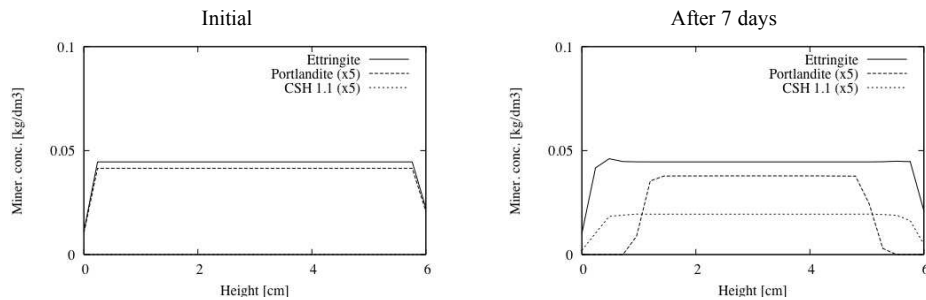 Initial
After 7 days
0.1
Ettringite
Portlandite (x5)
CSH 1.1 (x5)
0.05
0
Miner. conc. [kg/dm3]
0 2 4 6
Height [cm]
0.1
Ettringite
Portlandite (x5)
CSH 1.1 (x5)
0.05
0
Miner. conc. [kg/dm3]
0 2 4 6
Height [cm]